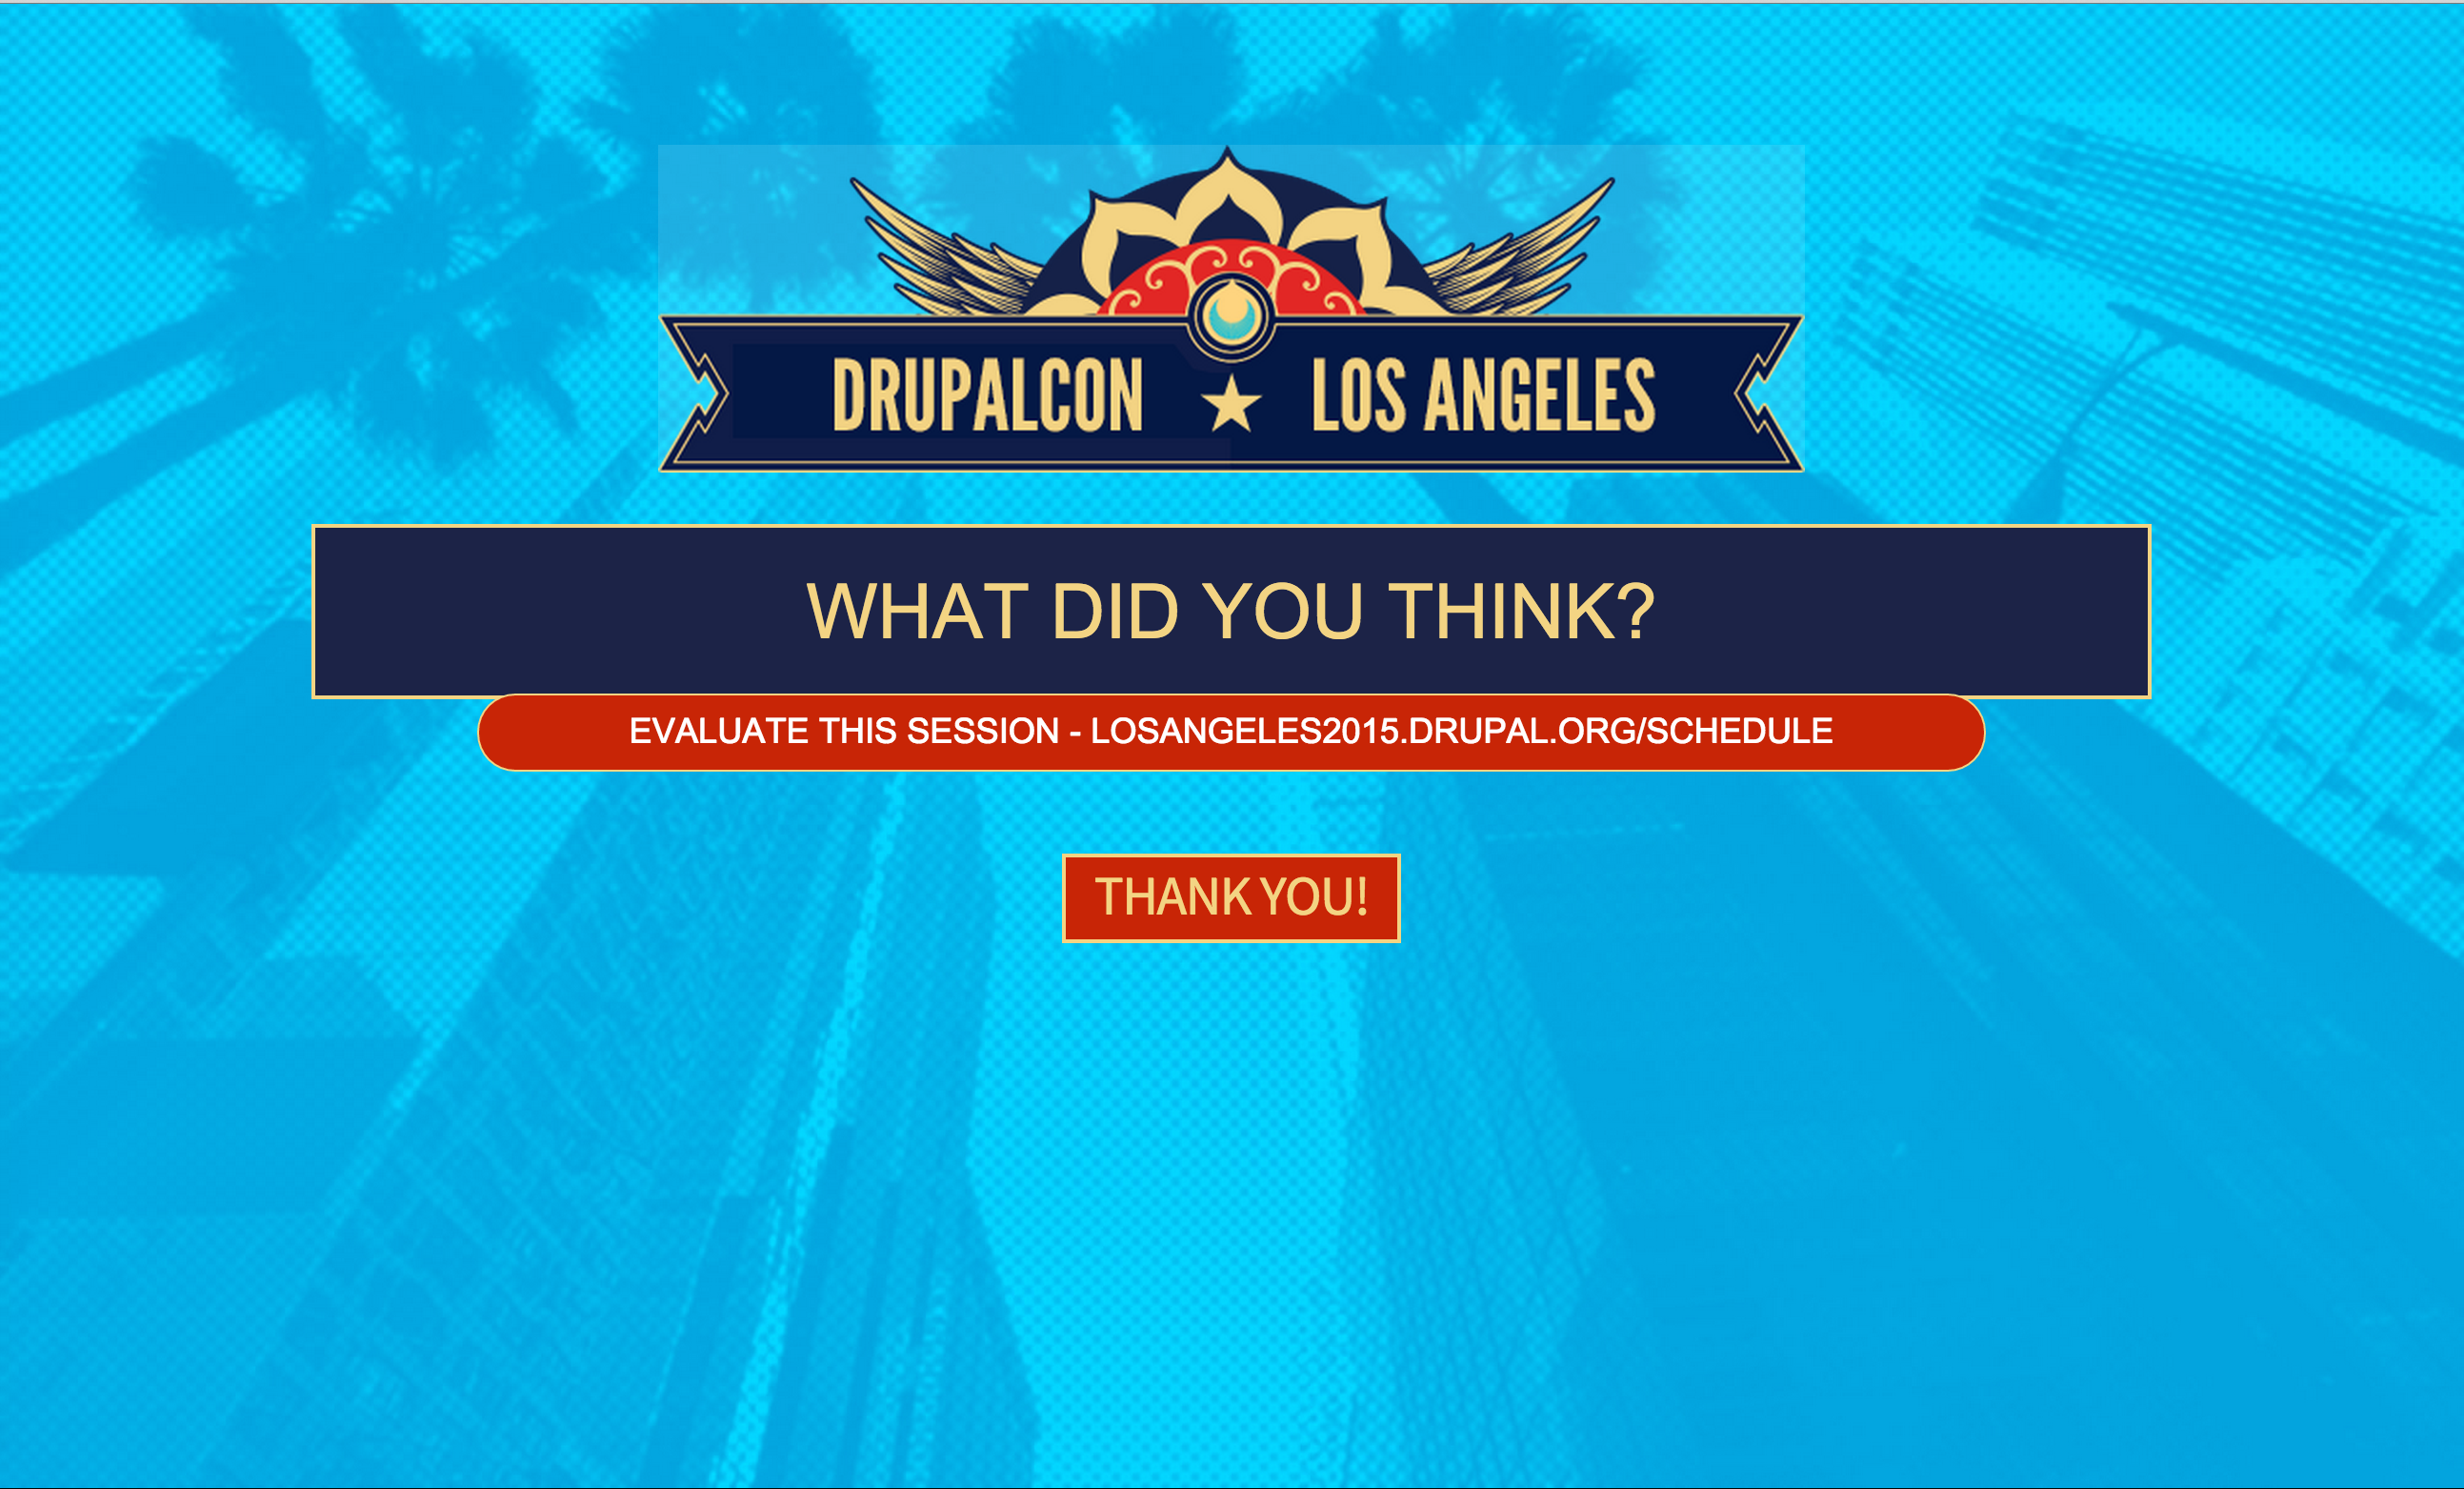 DRUPALCON ★ LOS ANGELES
WHAT DID YOU THINK?
EVALUATE THIS SESSION - LOSANGELES2015.DRUPAL.ORG/SCHEDULE
THANK YOU!